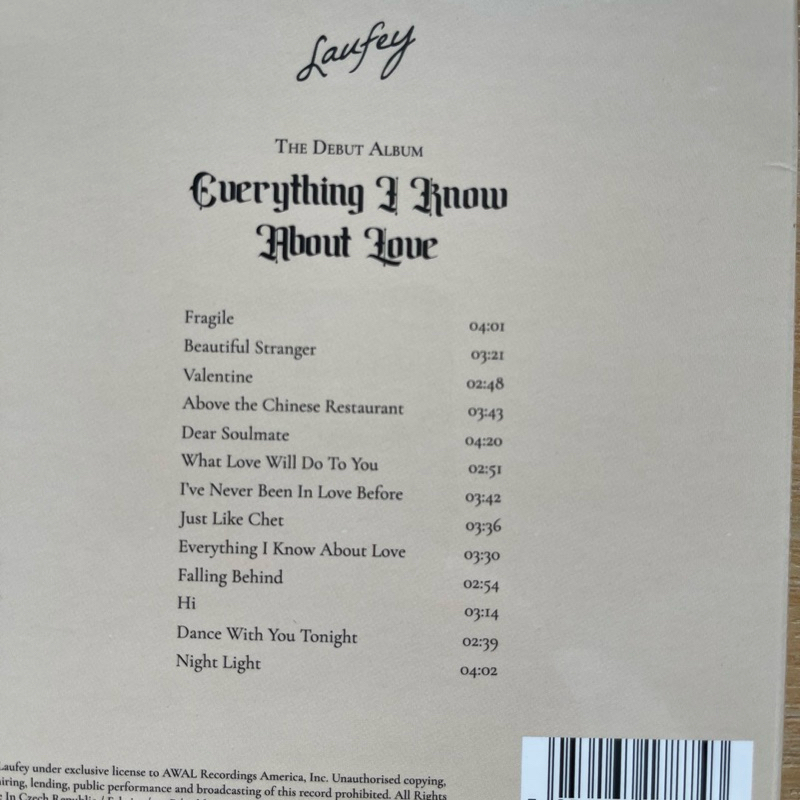 Laufey
THE DEBUT ALBUM
Everything I Know
About Love
Fragile 04:01
Beautiful Stranger 03:21
Valentine 02:48
Above the Chinese Restaurant 03:43
Dear Soulmate 04:20
What Love Will Do To You 02:51
I've Never Been In Love Before 03:42
Just Like Chet 03:36
Everything I Know About Love 03:30
Falling Behind 02:54
Hi 03:14
Dance With You Tonight 02:39
Night Light 04:02
Laufey under exclusive license to AWAL Recordings America, Inc. Unauthorised copying,
lending, public performance and broadcasting of this record prohibited. All Rights
In Czech Republic